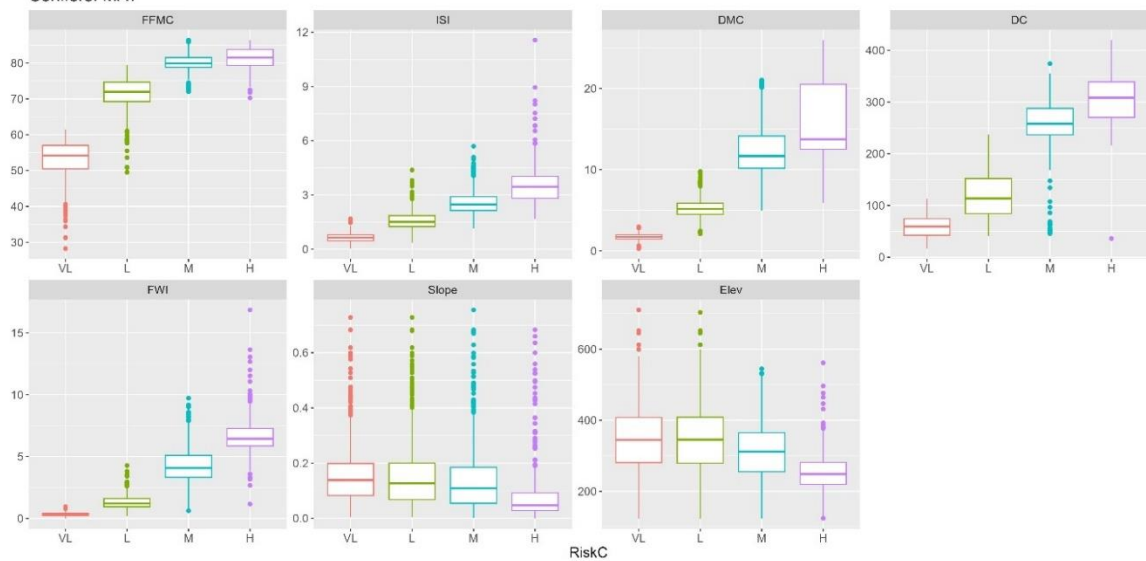 FFMC
ISI
DMC
DC
80
70
60
50
40
30
12
9
6
3
0
20
10
0
400
300
200
100
0
VL L M H
VL L M H
VL L M H
VL L M H
FWI
Slope
Elev
15
10
5
0
0.6
0.4
0.2
0.0
600
400
200
VL L M H
VL L M H
VL L M H
RiskC